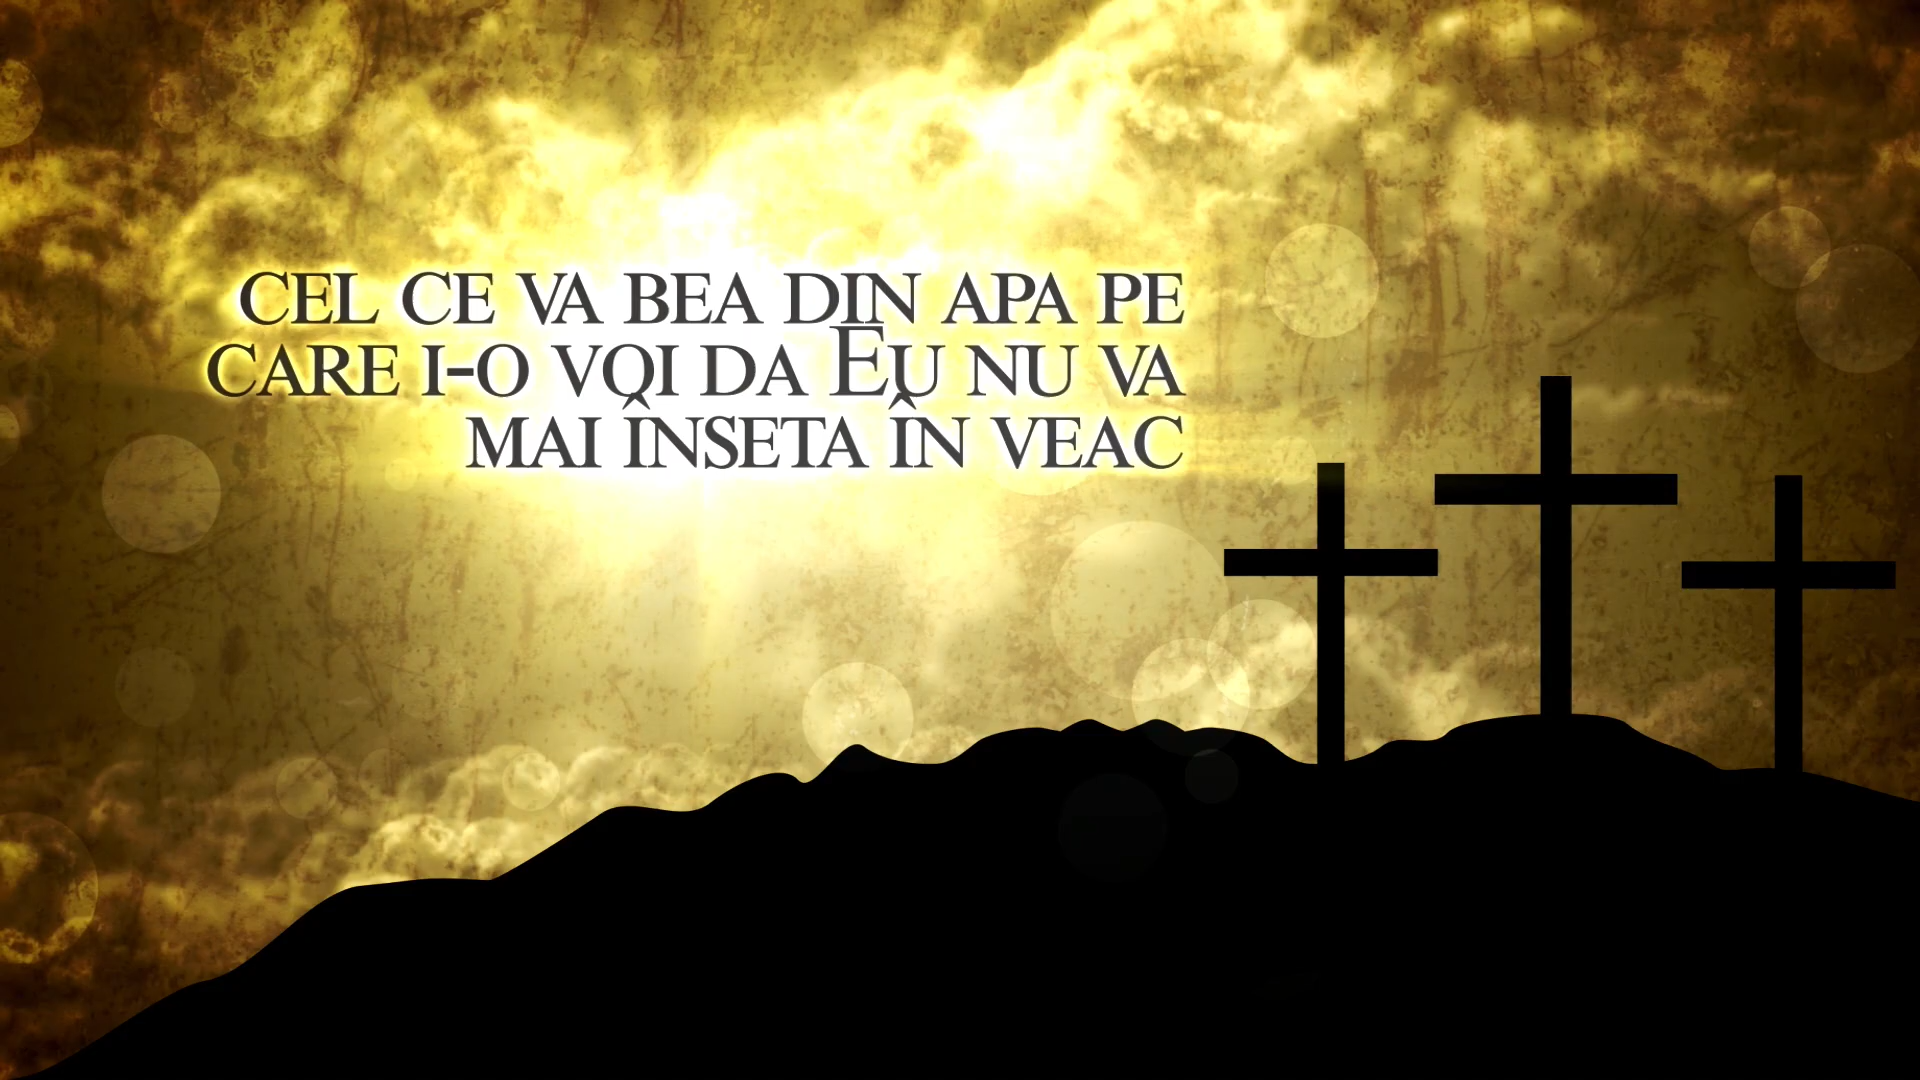 CEL CE VA BEA DIN APA PE
CARE I-O VOI DA EU NU VA
MAI ÎNSETA ÎN VEAC